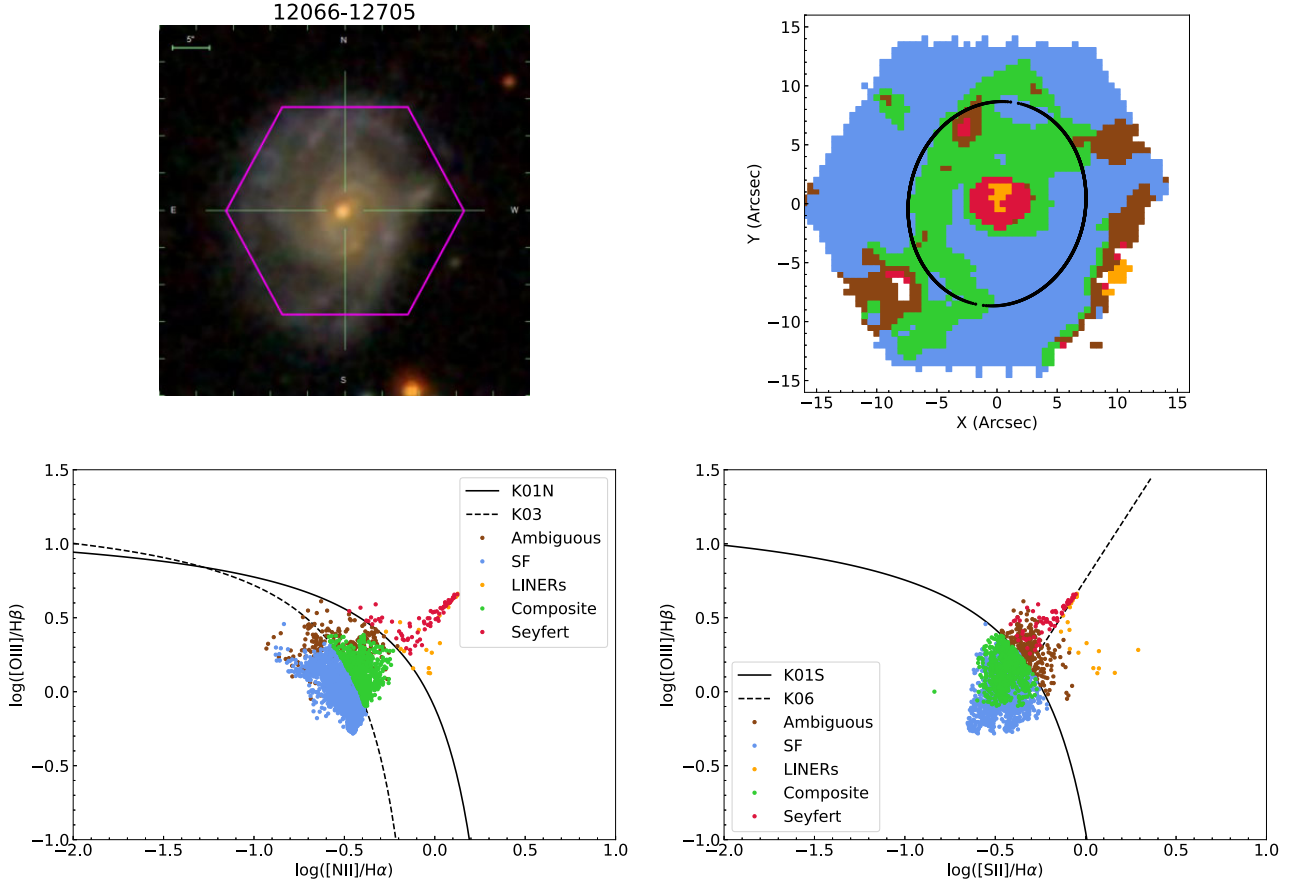 12066-12705
5"
N
E
W
S
15
10
5
0
−5
−10
−15
Y (Arcsec)
−15 −10 −5 0 5 10 15
X (Arcsec)
1.5
1.0
0.5
0.0
−0.5
−1.0
log([OIII]/Hβ)
K01N
K03
Ambiguous
SF
LINERs
Composite
Seyfert
−2.0 −1.5 −1.0 −0.5 0.0 0.5 1.0
log([NII]/Hα)
1.5
1.0
0.5
0.0
−0.5
−1.0
log([OIII]/Hβ)
K01S
K06
Ambiguous
SF
LINERs
Composite
Seyfert
−2.0 −1.5 −1.0 −0.5 0.0 0.5 1.0
log([SII]/Hα)